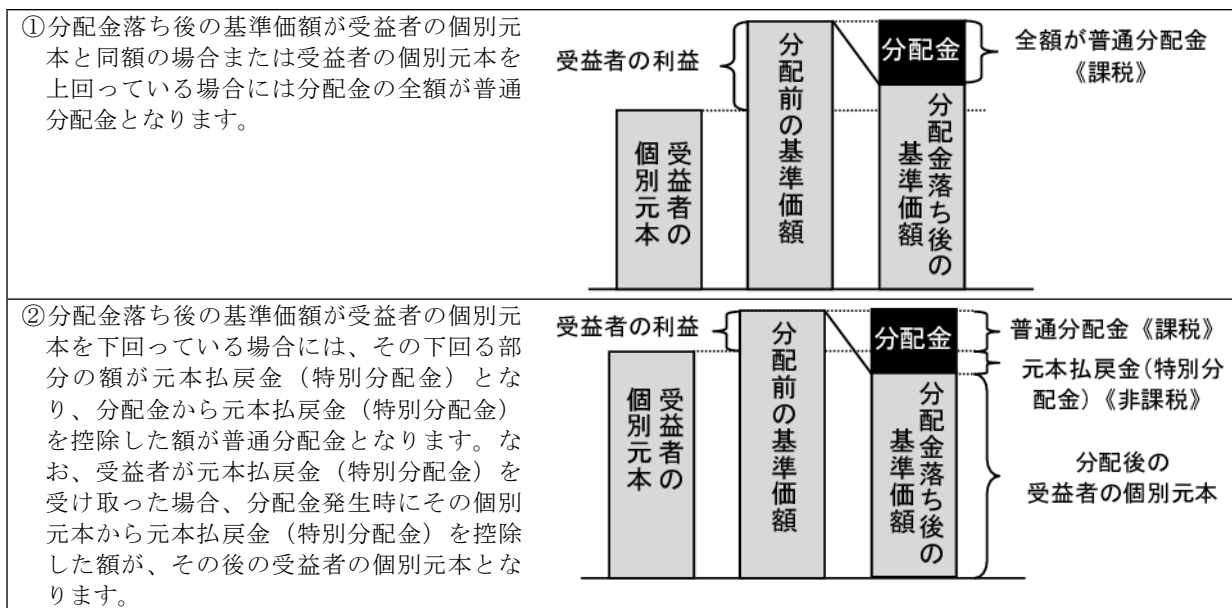 ①分配金落ち後の基準価額が受益者の個別元
本と同額の場合または受益者の個別元本を
上回っている場合には分配金の全額が普通
分配金となります。
受益者の利益
受益者の
個別元本
分配前の基準価額
分配金
分配金落ち後の
基準価額
全額が普通分配金
《課税》
②分配金落ち後の基準価額が受益者の個別元
本を下回っている場合には、その下回る部
分の額が元本払戻金（特別分配金）とな
り、分配金から元本払戻金（特別分配金）
を控除した額が普通分配金となります。な
お、受益者が元本払戻金（特別分配金）を
受け取った場合、分配金発生時にその個別
元本から元本払戻金（特別分配金）を控除
した額が、その後の受益者の個別元本とな
ります。
受益者の利益
受益者の
個別元本
分配前の基準価額
分配金
分配金落ち後の
基準価額
普通分配金《課税》
元本払戻金(特別分
配金)《非課税》
分配後の
受益者の個別元本